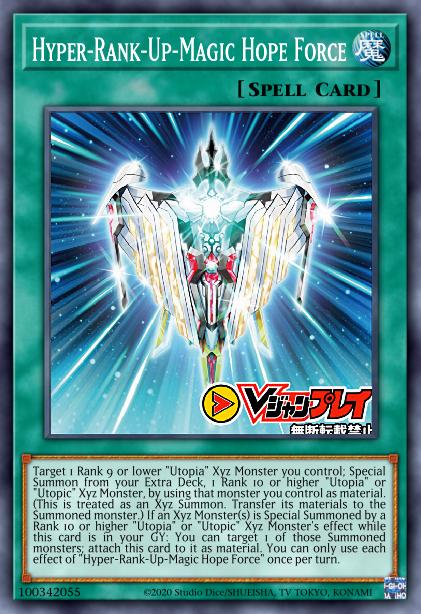 HYPER-RANK-UP-MAGIC HOPE FORCE
SPELL
魔
[SPELL CARD]
Vジャンプレイ
無断転載禁止
Target 1 Rank 9 or lower "Utopia" Xyz Monster you control; Special
Summon from your Extra Deck, 1 Rank 10 or higher "Utopia" or
"Utopic" Xyz Monster, by using that monster you control as material.
(This is treated as an Xyz Summon. Transfer its materials to the
Summoned monster.) If an Xyz Monster(s) is Special Summoned by a
Rank 10 or higher "Utopia" or "Utopic" Xyz Monster's effect while
this card is in your GY: You can target 1 of those Summoned
monsters; attach this card to it as material. You can only use each
effect of "Hyper-Rank-Up-Magic Hope Force" once per turn.
100342055
©2020 Studio Dice/SHUEISHA, TV TOKYO, KONAMI